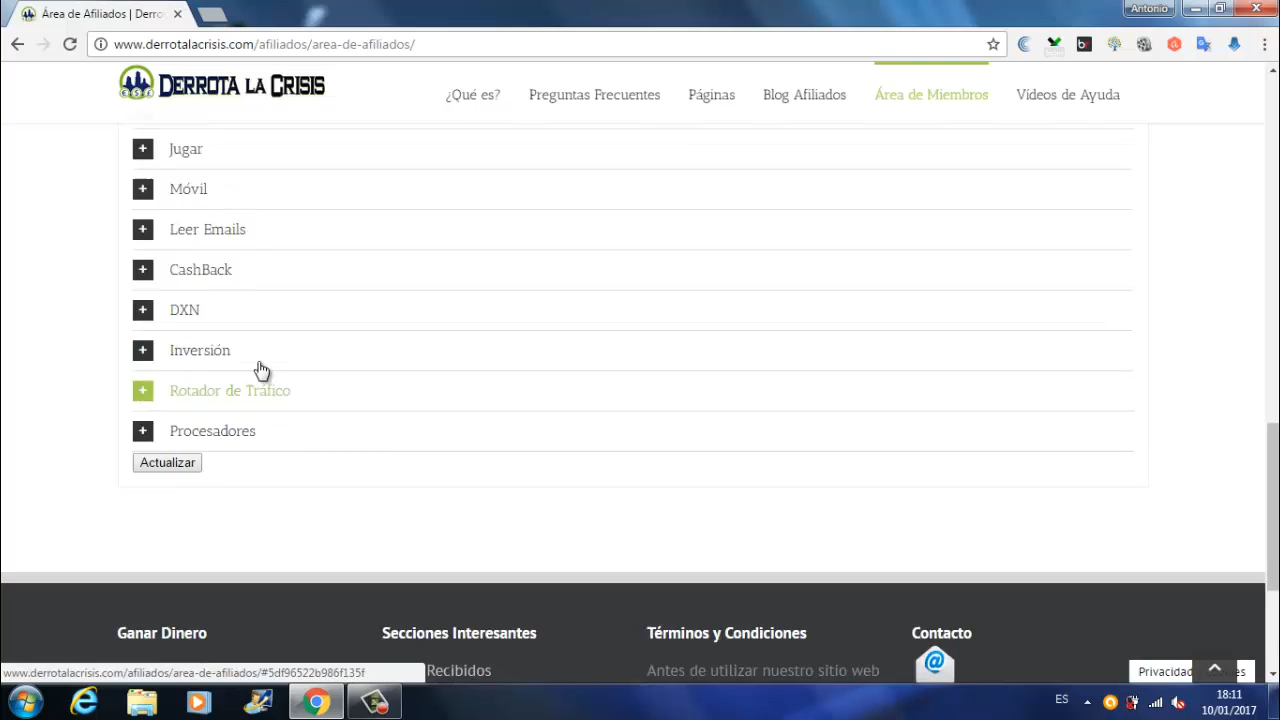 Área de Afiliados | Derro
Antonio
www.derrotalacrisis.com/afiliados/area-de-afiliados/
DERROTA LA CRISIS
¿Qué es?
Preguntas Frecuentes
Páginas
Blog Afiliados
Área de Miembros
Vídeos de Ayuda
Jugar
Móvil
Leer Emails
CashBack
DXN
Inversión
Rotador de Tráfico
Procesadores
Actualizar
Ganar Dinero
Secciones Interesantes
Términos y Condiciones
Contacto
www.derrotalacrisis.com/afiliados/area-de-afiliados/#5df96522b986f135f
Recibidos
Antes de utilizar nuestro sitio web
Privacidad
ES
18:11
10/01/2017